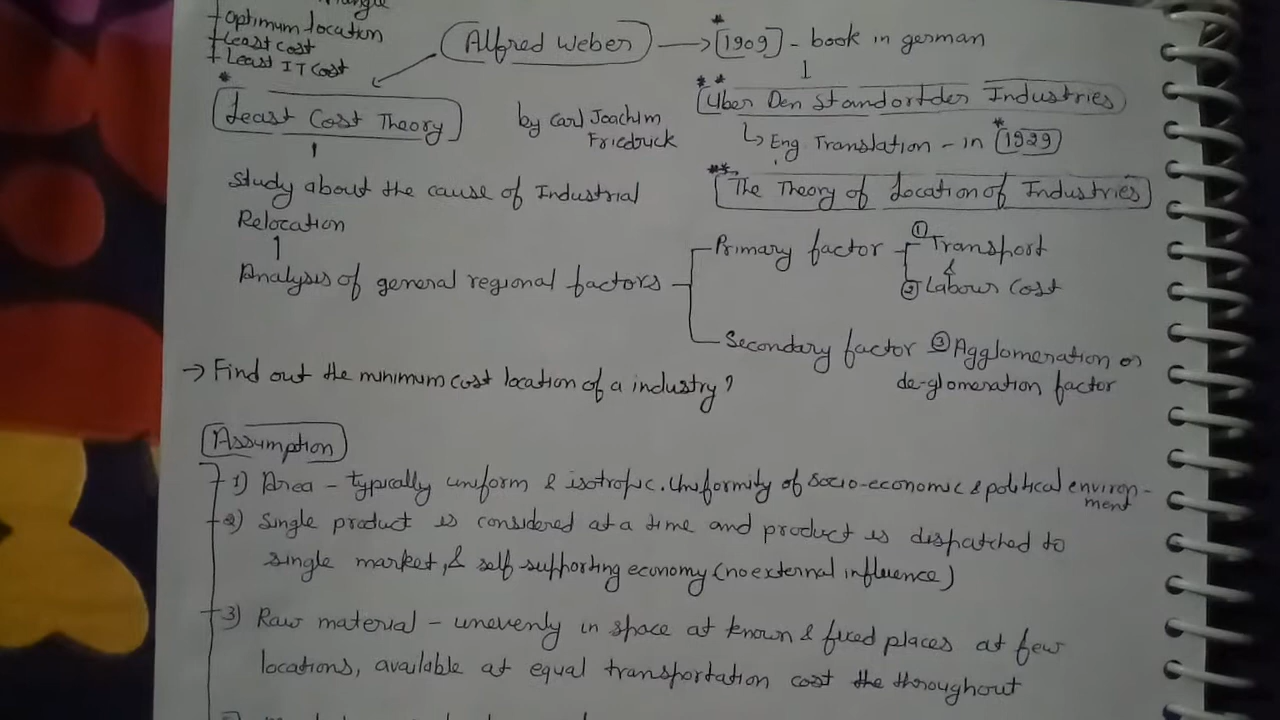 Optimum location
Least cost
Least IT Cost
Alfred Weber → 1909 - book in german
Uber Den Standortder Industries
Least Cost Theory
by Carl Joachim
Friedruck
Eng Translation - in 1929
The Theory of Location of Industries
Study about the cause of Industrial
Relocation
Analysis of general regional factors
Primary factor ① Transport
&
② Labour Cost
Secondary factor ③ Agglomeration or
de-glomeration factor
→ Find out the minimum cost location of a industry?
Assumption
1) Area - typically uniform & isotropic. Uniformity of Socio-economic & political environ-
ment
2) Single product is considered at a time and product is dispatched to
single market, & self-supporting economy (no external influence)
3) Raw material - unevenly in space at known & fixed places at few
locations, available at equal transportation cost the throughout